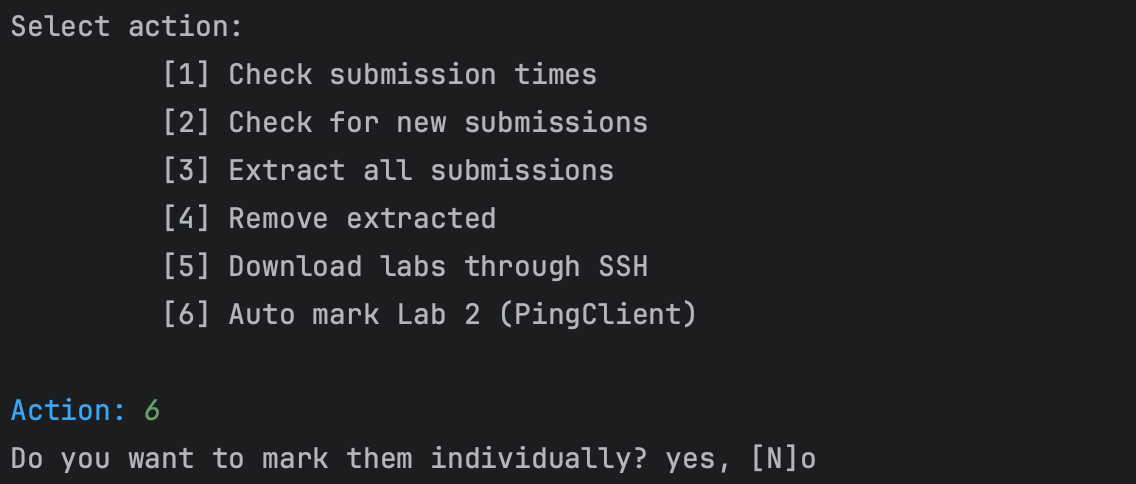 Select action:
[1] Check submission times
[2] Check for new submissions
[3] Extract all submissions
[4] Remove extracted
[5] Download labs through SSH
[6] Auto mark Lab 2 (PingClient)
Action: 6
Do you want to mark them individually? yes, [N]o